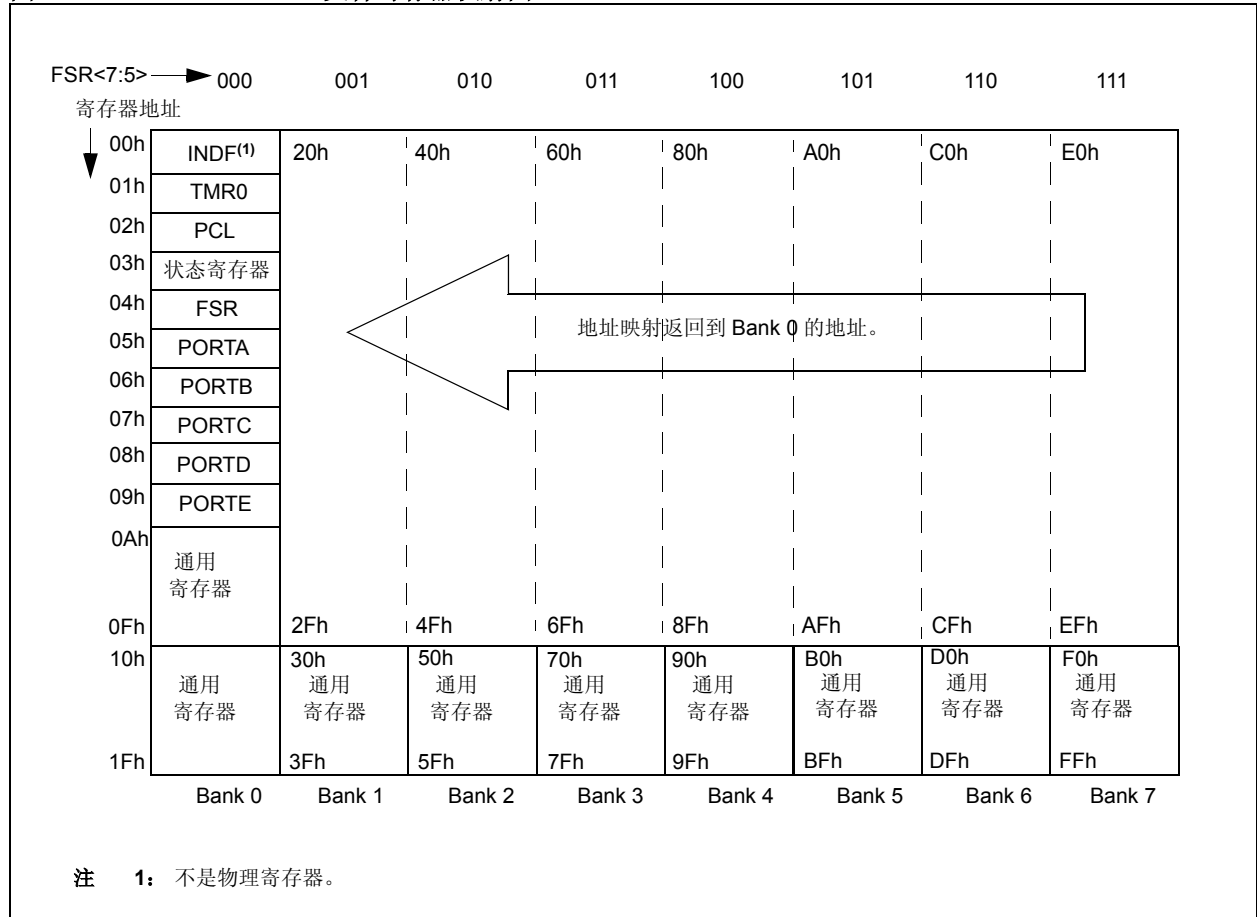 FSR<7:5> 000 001 010 011 100 101 110 111
寄存器地址
00h INDF(1) 20h 40h 60h 80h A0h C0h E0h
01h TMR0
02h PCL
03h 状态寄存器
04h FSR
地址映射返回到 Bank 0 的地址。
05h PORTA
06h PORTB
07h PORTC
08h PORTD
09h PORTE
0Ah
通用
寄存器
0Fh 2Fh 4Fh 6Fh 8Fh AFh CFh EFh
10h 30h 50h 70h 90h B0h D0h F0h
通用 通用 通用 通用 通用 通用 通用 通用
寄存器 寄存器 寄存器 寄存器 寄存器 寄存器 寄存器 寄存器
1Fh 3Fh 5Fh 7Fh 9Fh BFh DFh FFh
Bank 0 Bank 1 Bank 2 Bank 3 Bank 4 Bank 5 Bank 6 Bank 7
注 1: 不是物理寄存器。